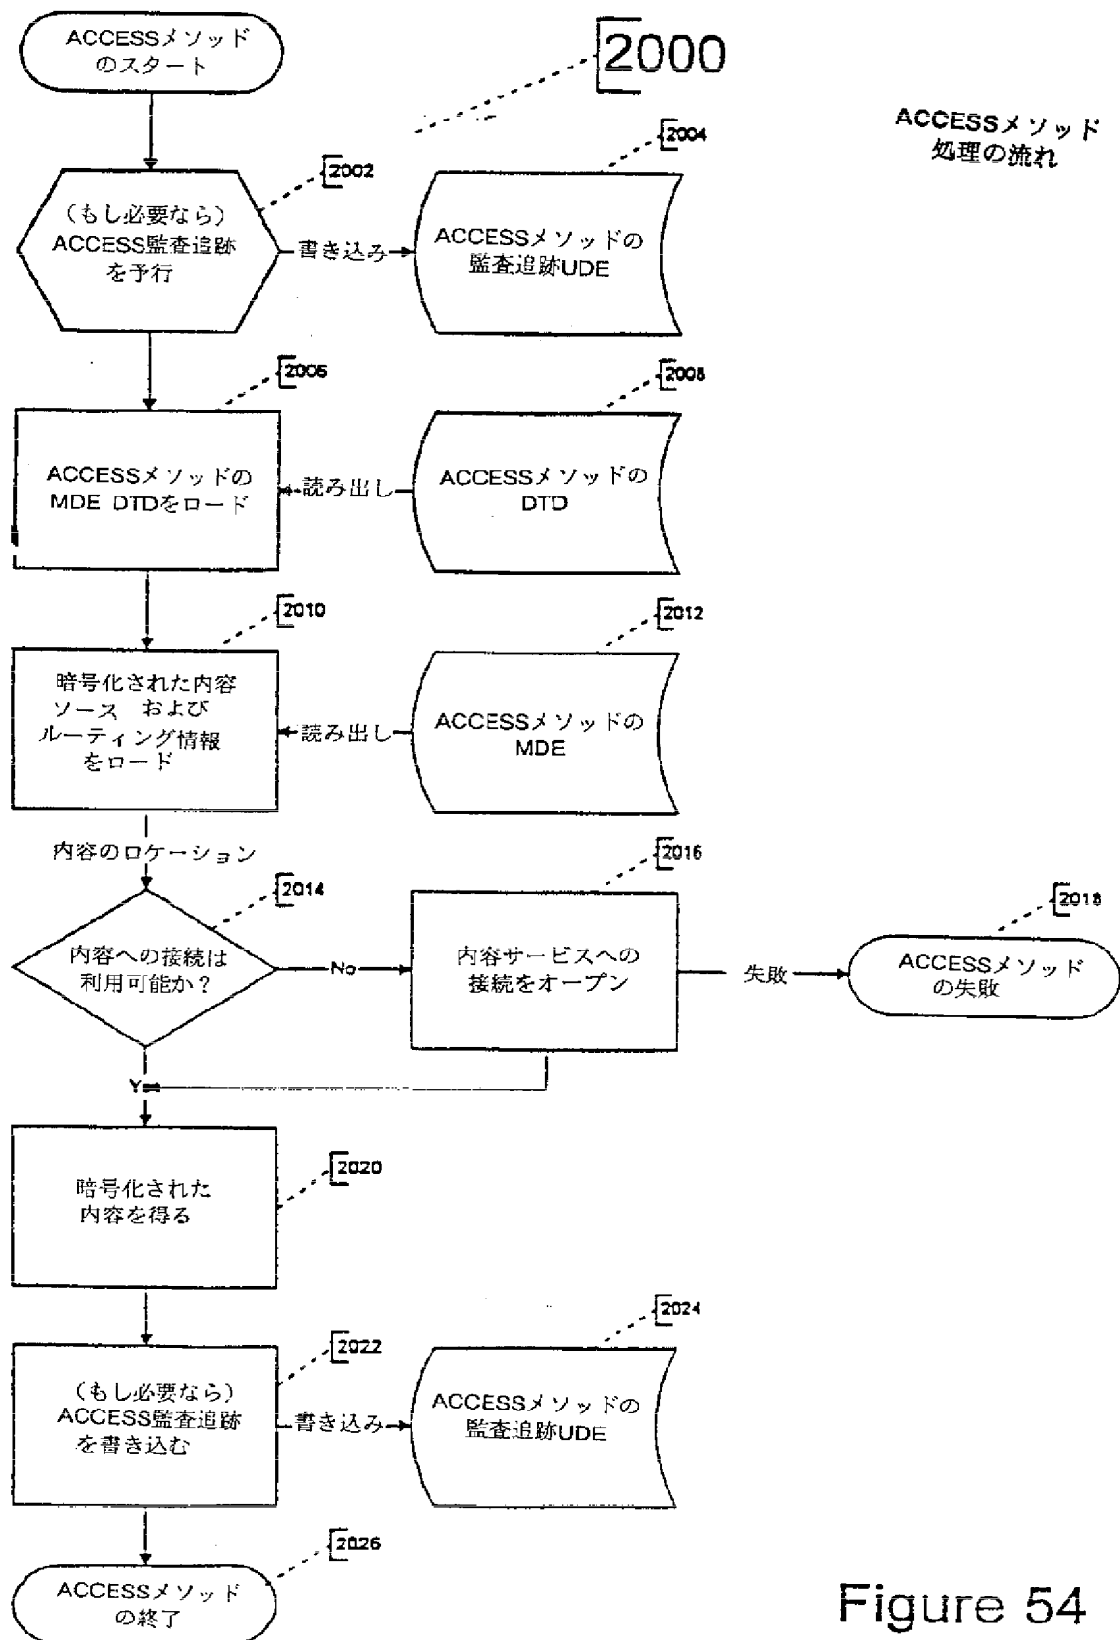 ACCESSメソッド
のスタート
2000
ACCESSメソッド
処理の流れ
2002
2004
（もし必要なら）
ACCESS監査追跡
を予行
書き込み
ACCESSメソッドの
監査追跡UDE
2006
2008
ACCESSメソッドの
MDE DTDをロード
読み出し
ACCESSメソッドの
DTD
2010
2012
暗号化された内容
ソース および
ルーティング情報
をロード
読み出し
ACCESSメソッドの
MDE
内容のロケーション
2014
2016
2018
内容への接続は
利用可能か？
No
内容サービスへの
接続をオープン
失敗
ACCESSメソッド
の失敗
2020
暗号化された
内容を得る
2022
2024
（もし必要なら）
ACCESS監査追跡
を書き込む
書き込み
ACCESSメソッドの
監査追跡UDE
2026
ACCESSメソッド
の終了
Figure 54